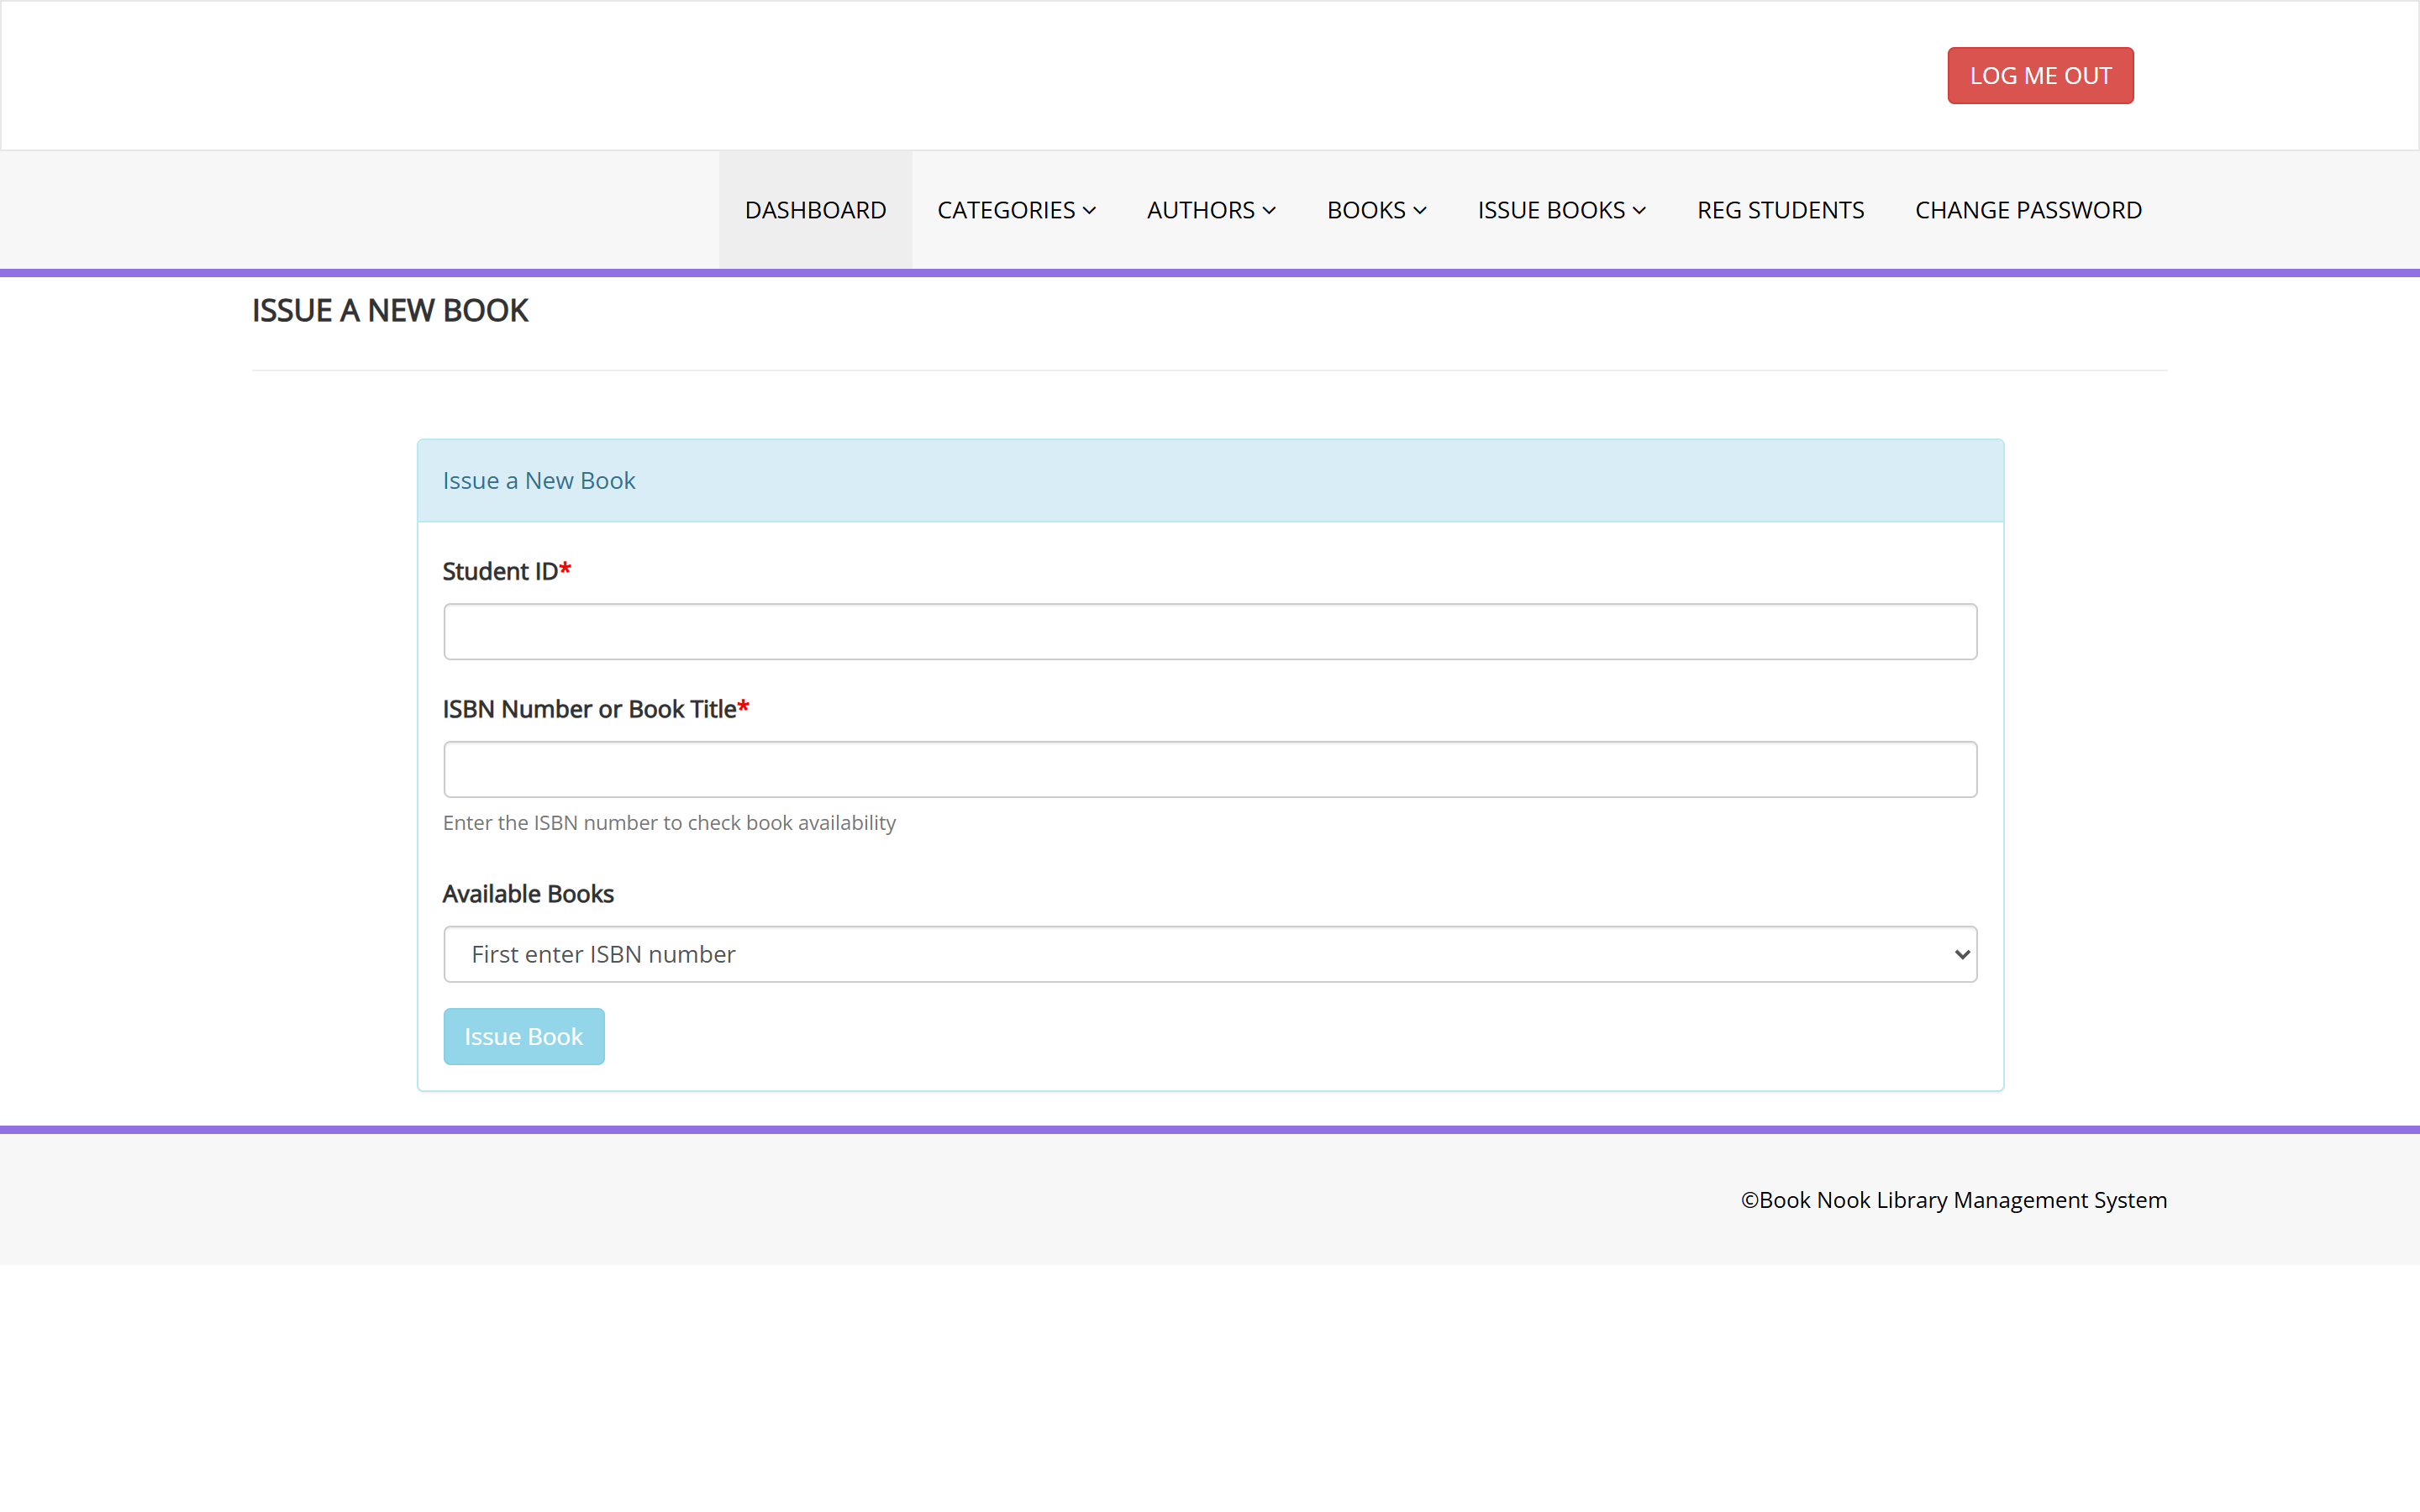 LOG ME OUT
DASHBOARD CATEGORIES AUTHORS BOOKS ISSUE BOOKS REG STUDENTS CHANGE PASSWORD
ISSUE A NEW BOOK
Issue a New Book
Student ID*
ISBN Number or Book Title*
Enter the ISBN number to check book availability
Available Books
First enter ISBN number
Issue Book
©Book Nook Library Management System